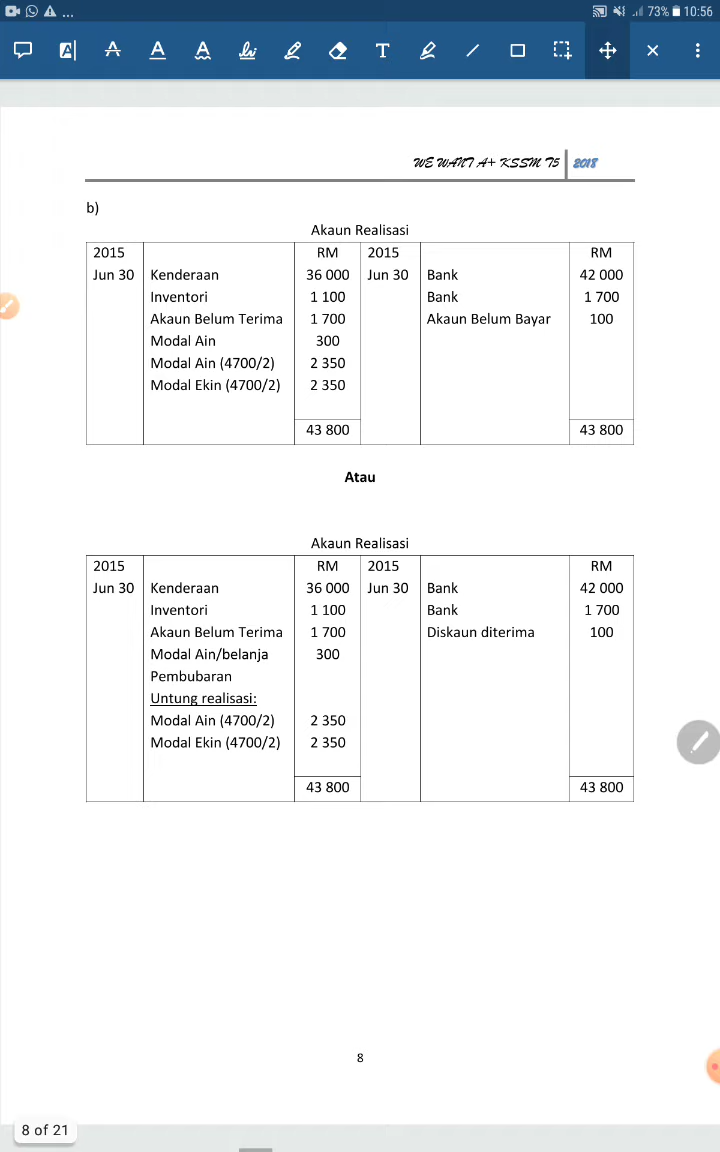 ... 73% 10:56
T
WE WANT A+ KSSM T5 2018
b)
Akaun Realisasi
2015 RM 2015 RM
Jun 30 Kenderaan 36 000 Jun 30 Bank 42 000
Inventori 1 100 Bank 1 700
Akaun Belum Terima 1 700 Akaun Belum Bayar 100
Modal Ain 300
Modal Ain (4700/2) 2 350
Modal Ekin (4700/2) 2 350
43 800 43 800
Atau
Akaun Realisasi
2015 RM 2015 RM
Jun 30 Kenderaan 36 000 Jun 30 Bank 42 000
Inventori 1 100 Bank 1 700
Akaun Belum Terima 1 700 Diskaun diterima 100
Modal Ain/belanja 300
Pembubaran
Untung realisasi:
Modal Ain (4700/2) 2 350
Modal Ekin (4700/2) 2 350
43 800 43 800
8
8 of 21